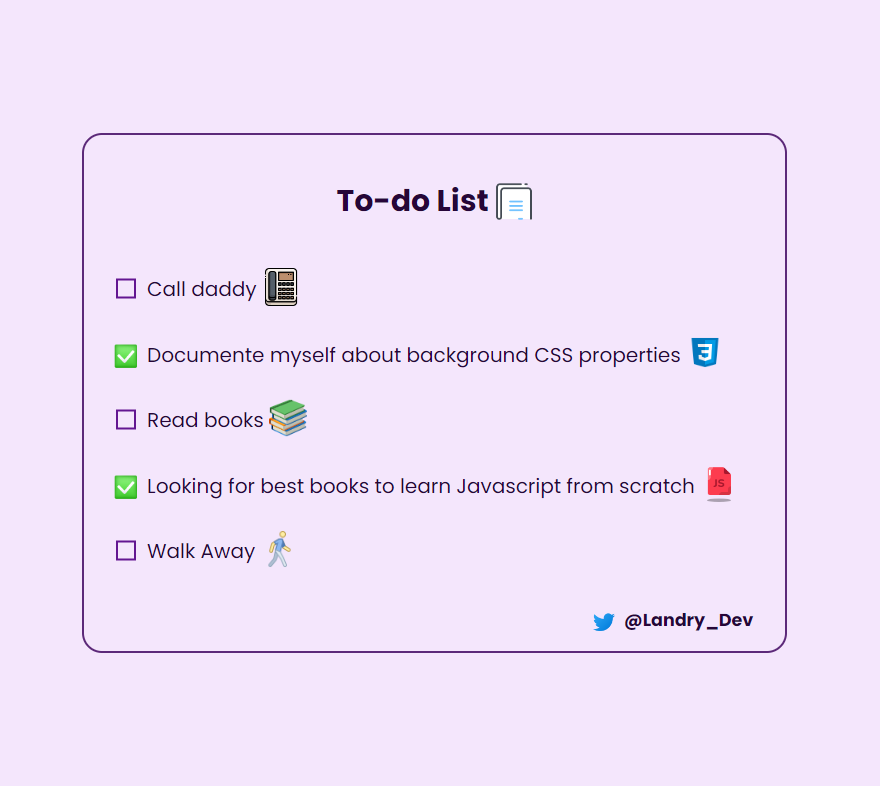 To-do List
Call daddy
Documente myself about background CSS properties
Read books
Looking for best books to learn Javascript from scratch
JS
Walk Away
@Landry_Dev